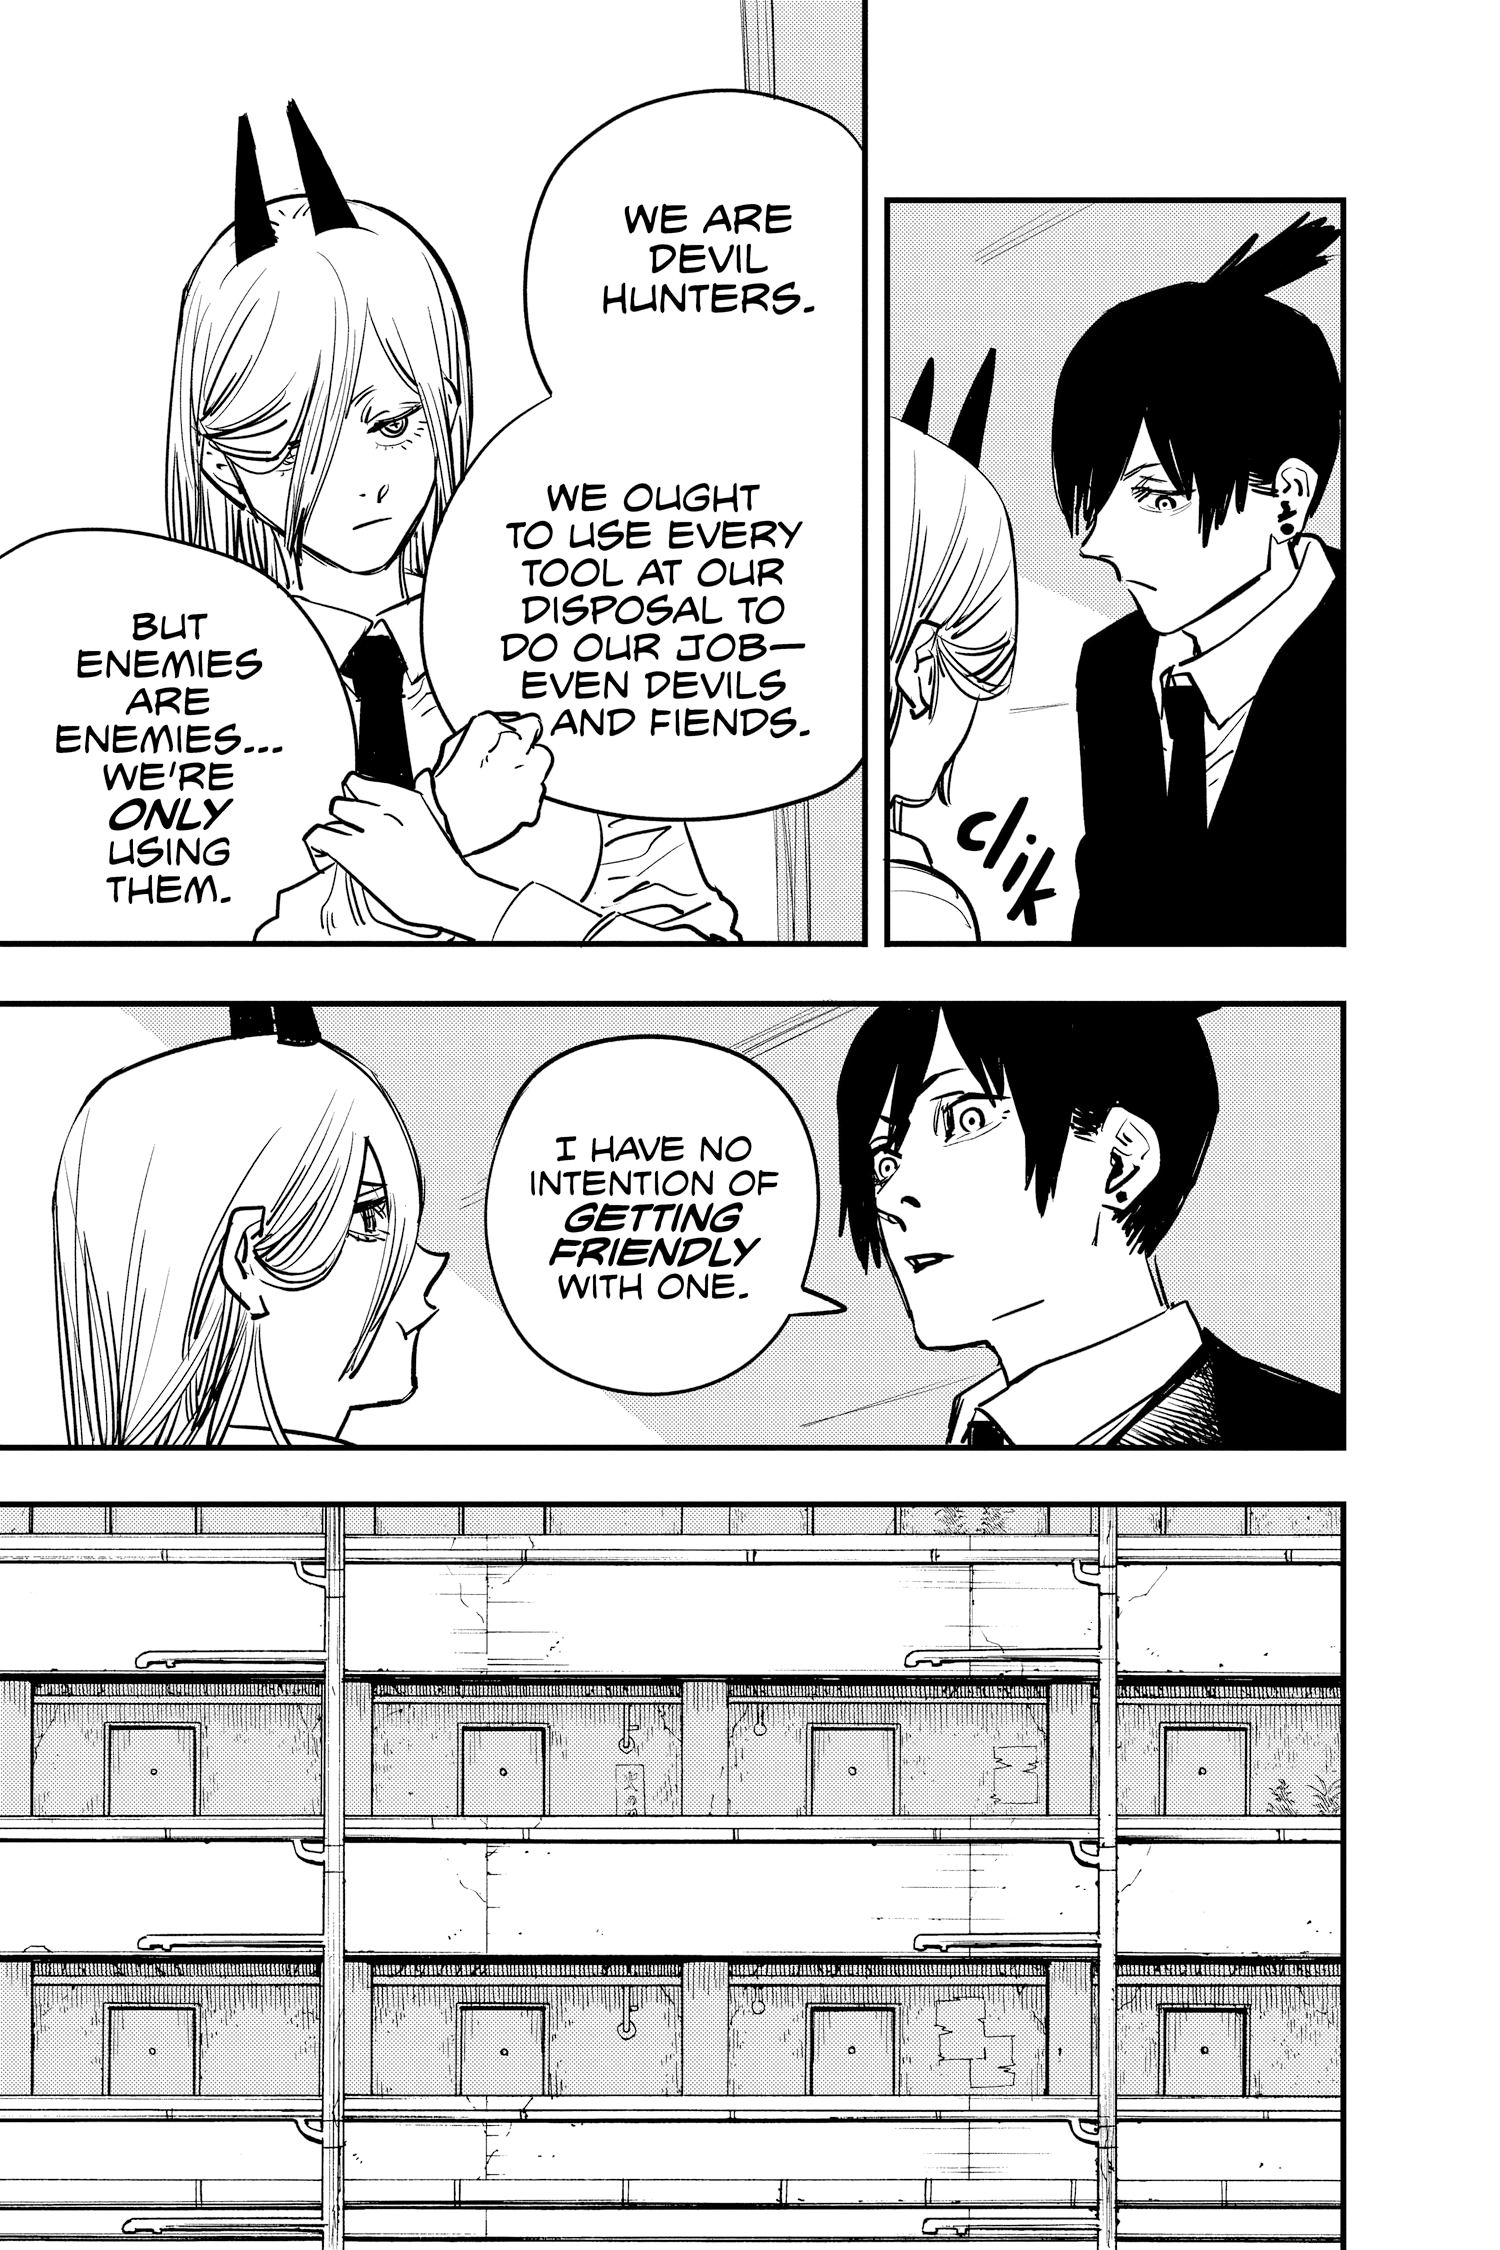 clik
WE ARE
DEVIL
HUNTERS.
WE OUGHT
TO USE EVERY
TOOL AT OUR
DISPOSAL TO
DO OUR JOB—
EVEN DEVILS
AND FIENDS.
BUT
ENEMIES
ARE
ENEMIES...
WE'RE
ONLY
USING
THEM.
I HAVE NO
INTENTION OF
GETTING
FRIENDLY
WITH ONE.